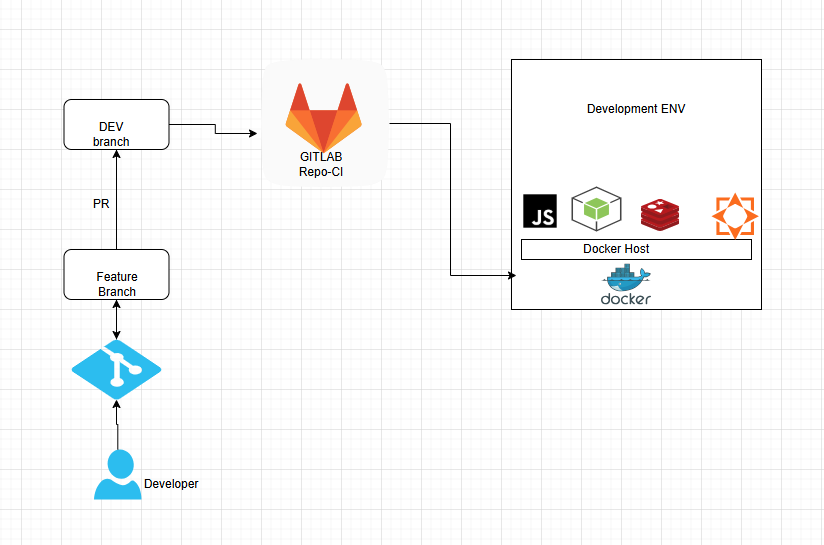 Development ENV
DEV
branch
GITLAB
Repo-CI
PR
JS
Docker Host
Feature
Branch
docker
Developer